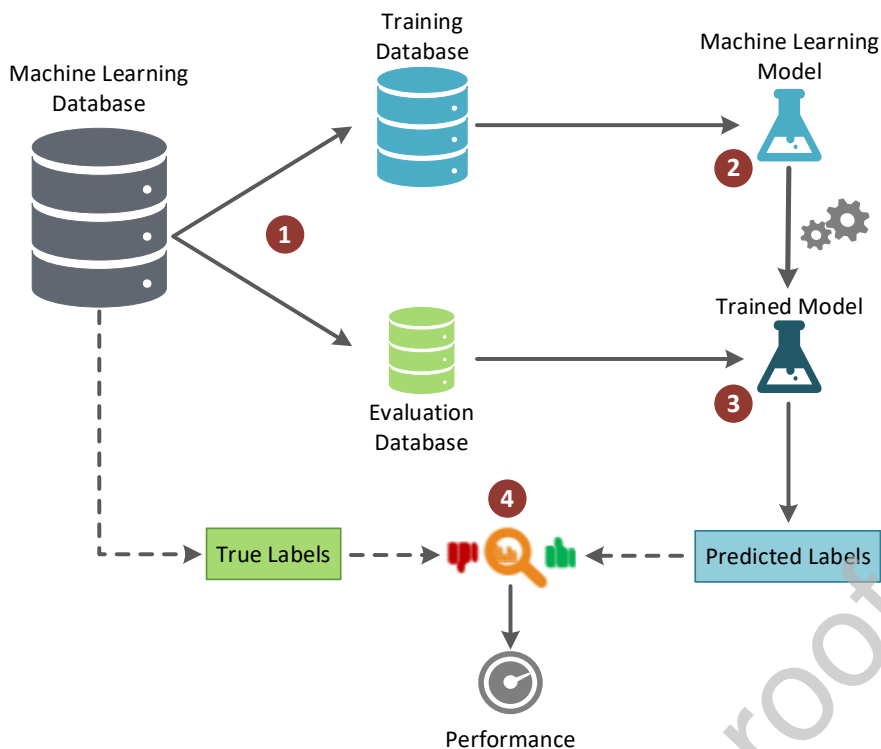 Training
Database
Machine Learning
Model
Machine Learning
Database
2
1
Trained Model
3
Evaluation
Database
4
True Labels
Predicted Labels
Performance
roof